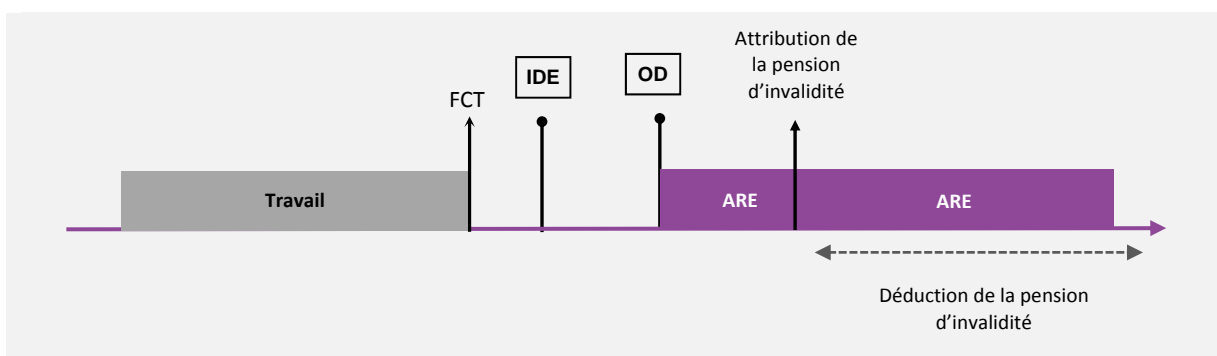 Attribution de
la pension
d’invalidité
IDE
OD
FCT
Travail
ARE
ARE
Déduction de la pension
d’invalidité